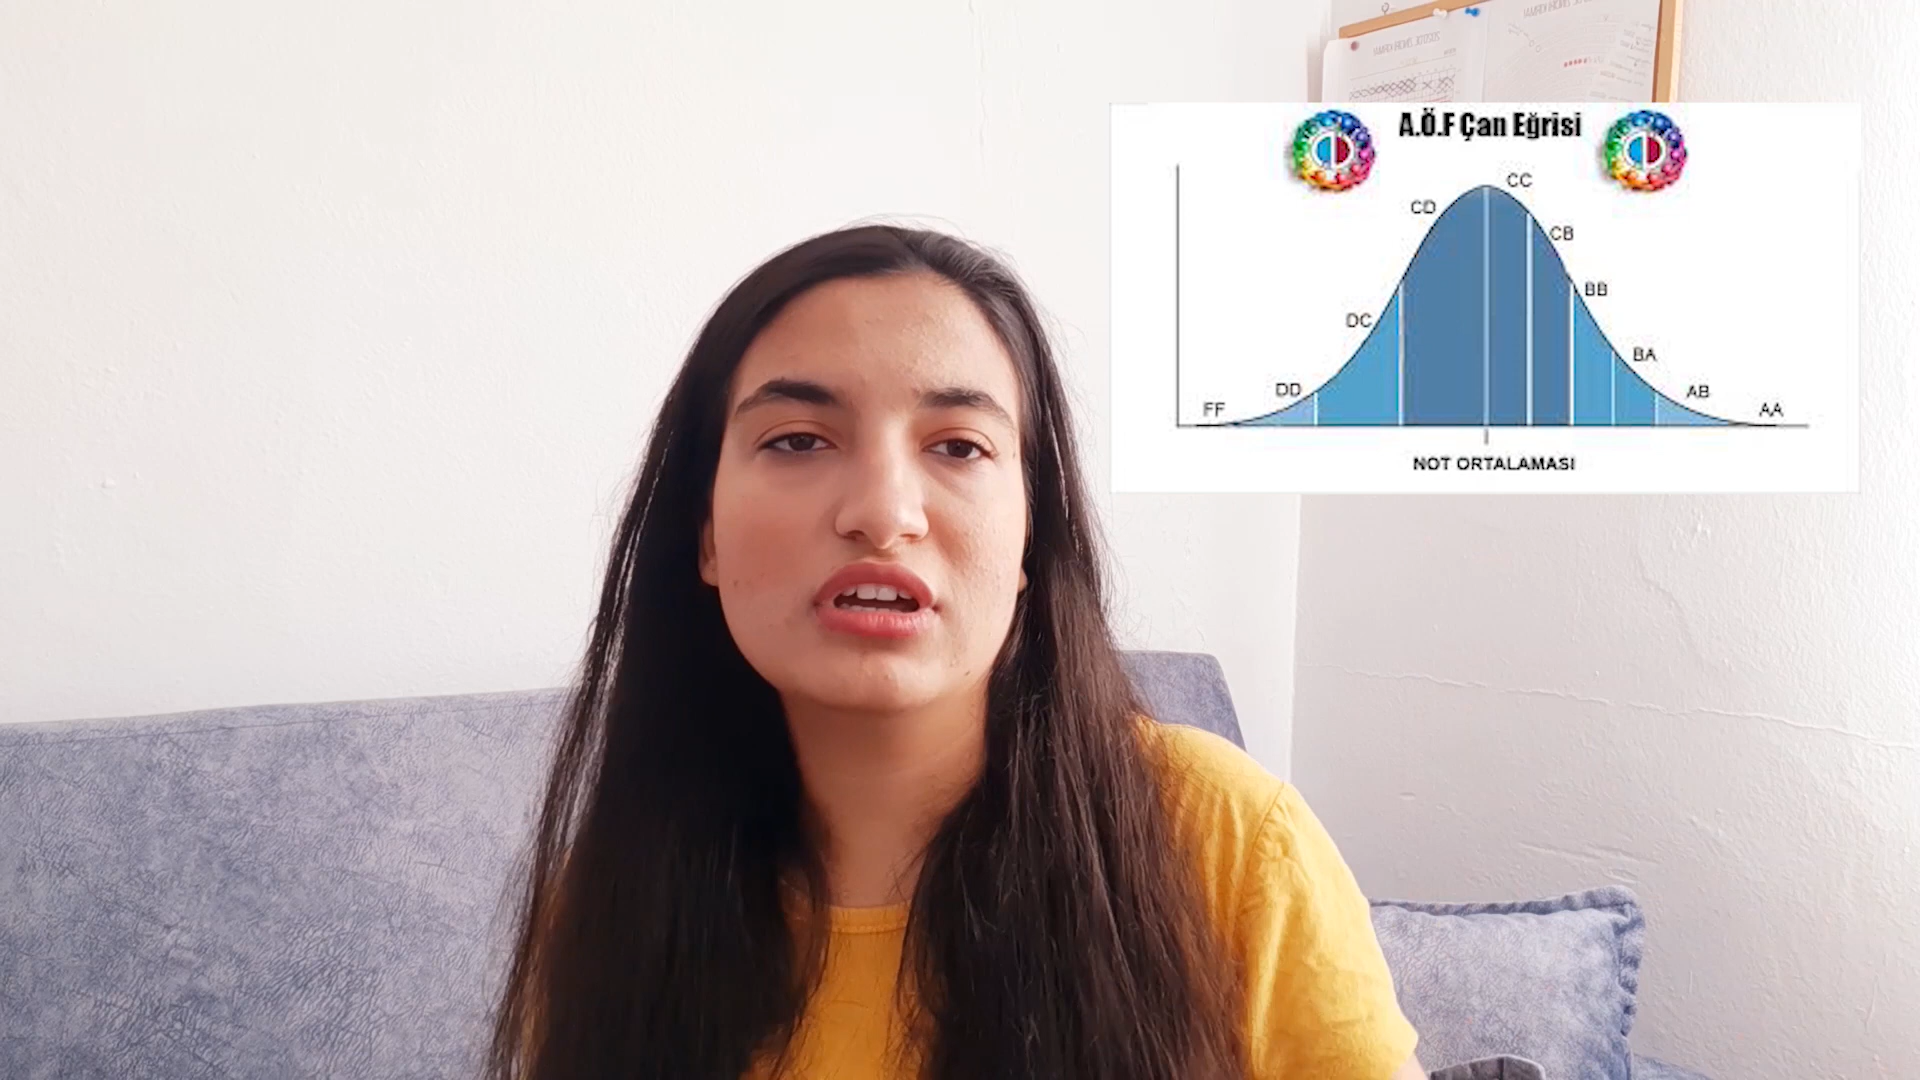 A.Ö.F Çan Eğrisi
CC
CD
CB
BB
DC
BA
DD
AB
FF
AA
NOT ORTALAMASI